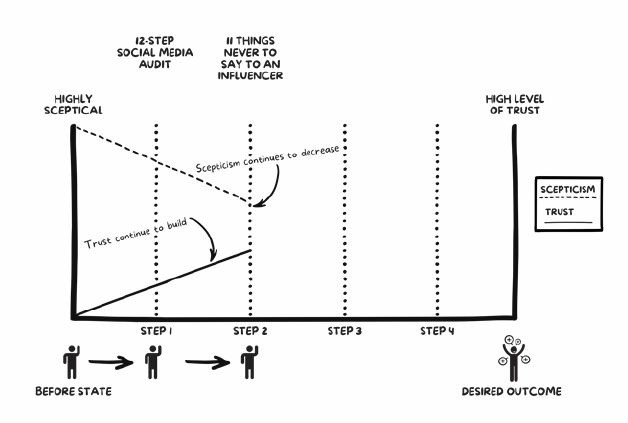 12-STEP
SOCIAL MEDIA
AUDIT
11 THINGS
NEVER TO
SAY TO AN
INFLUENCER
HIGHLY
SCEPTICAL
HIGH LEVEL
OF TRUST
Scepticism continues to decrease
SCEPTICISM
TRUST
Trust continue to build
STEP 1
STEP 2
STEP 3
STEP 4
BEFORE STATE
DESIRED OUTCOME